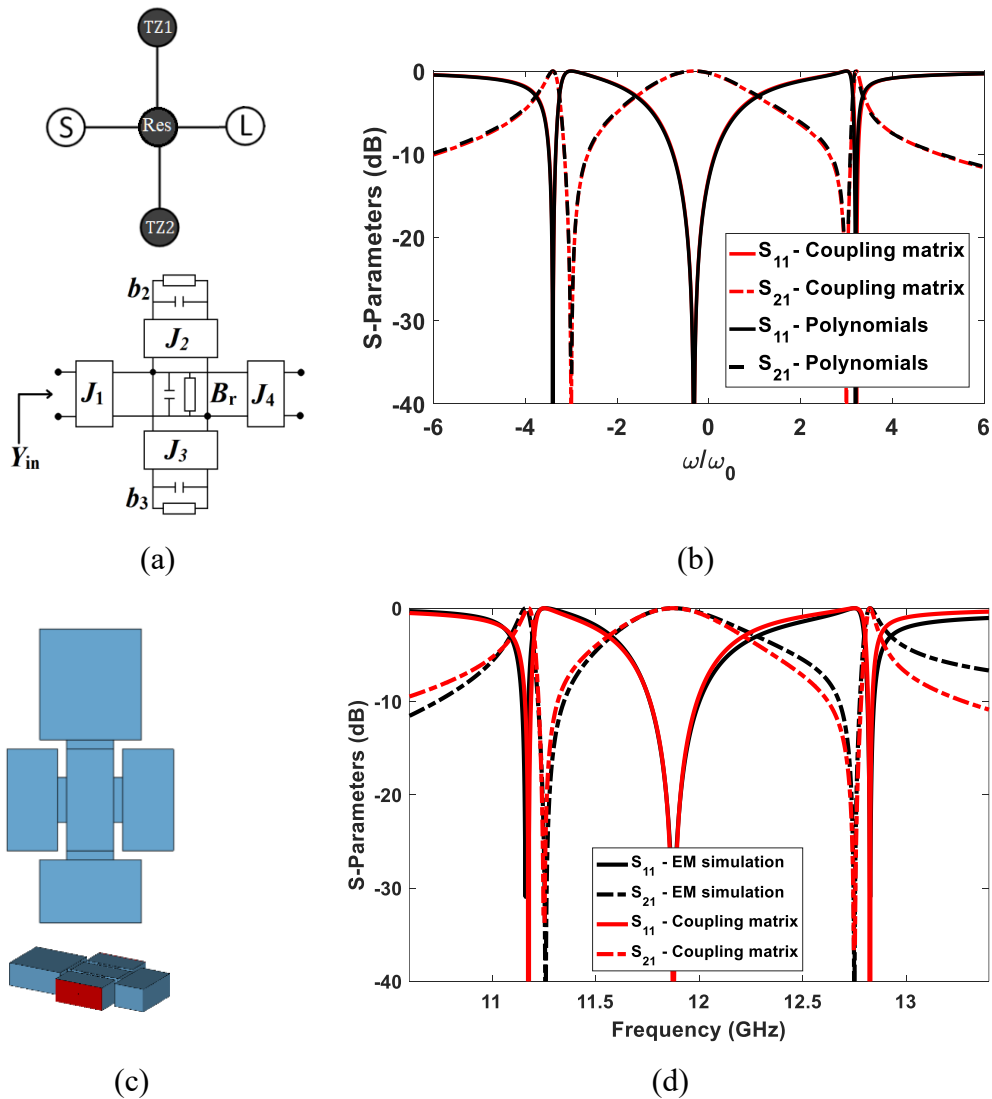 TZ1
S
Res
L
TZ2
b2
J2
J1
Br
J4
Yin
J3
b3
(a)
S-Parameters (dB)
0
-10
-20
-30
-40
-6
-4
-2
0
2
4
6
ω/ω0
S11- Coupling matrix
S21- Coupling matrix
S11- Polynomials
S21- Polynomials
(b)
(c)
S-Parameters (dB)
0
-10
-20
-30
-40
11
11.5
12
12.5
13
Frequency (GHz)
S11 - EM simulation
S21 - EM simulation
S11 - Coupling matrix
S21 - Coupling matrix
(d)